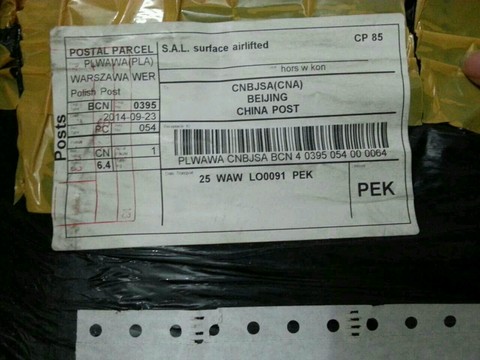 POSTAL PARCEL
S.A.L. surface airlifted
CP 85
PLWAWA(PLA)
WARSZAWA WER
Polish Post
hors w kon
CNBJSA(CNA)
BEIJING
CHINA POST
BCN 0395
2014-09-23
PC 054
CN 1
6.4
Posts
PLWAWA CNBJSA BCN 4 0395 054 00 0064
25 WAW LO0091 PEK
PEK